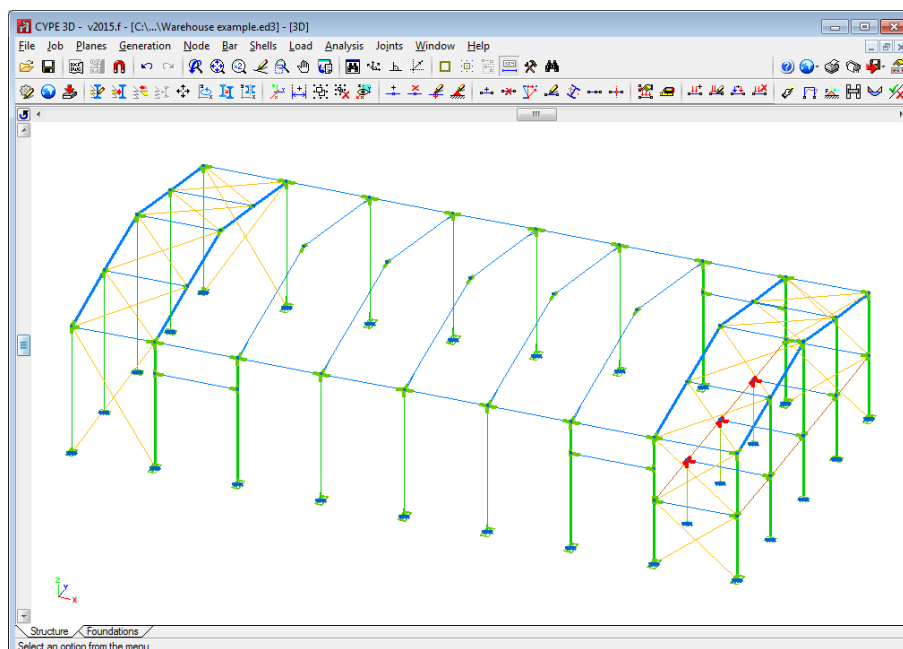 CYPE 3D - v2015.f - [C:\...\Warehouse example.ed3] - [3D]
File Job Planes Generation Node Bar Shells Load Analysis Joints Window Help
Z
Y
X
Structure Foundations
Select an option from the menu